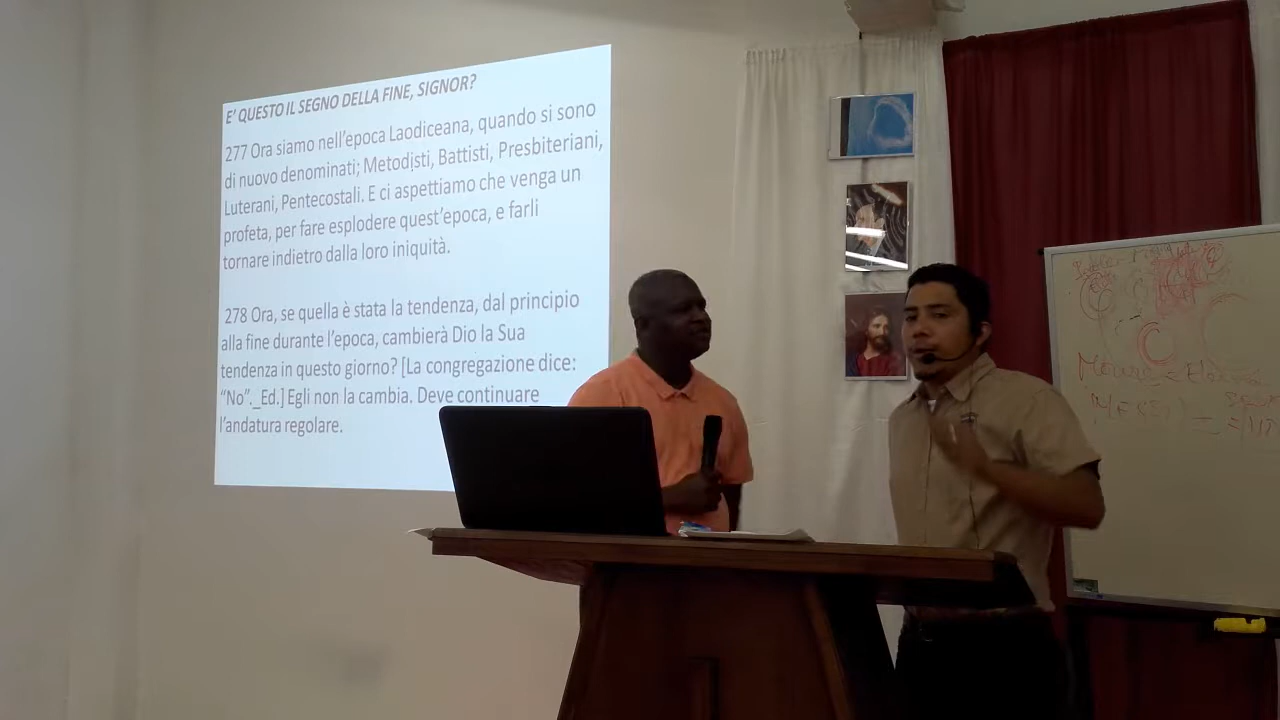 E' QUESTO IL SEGNO DELLA FINE, SIGNOR?
277 Ora siamo nell'epoca Laodiceana, quando si sono
di nuovo denominati; Metodisti, Battisti, Presbiteriani,
Luterani, Pentecostali. E ci aspettiamo che venga un
profeta, per fare esplodere quest'epoca, e farli
tornare indietro dalla loro iniquità.
278 Ora, se quella è stata la tendenza, dal principio
alla fine durante l'epoca, cambierà Dio la Sua
tendenza in questo giorno? [La congregazione dice:
“No”._Ed.] Egli non la cambia. Deve continuare
l'andatura regolare.